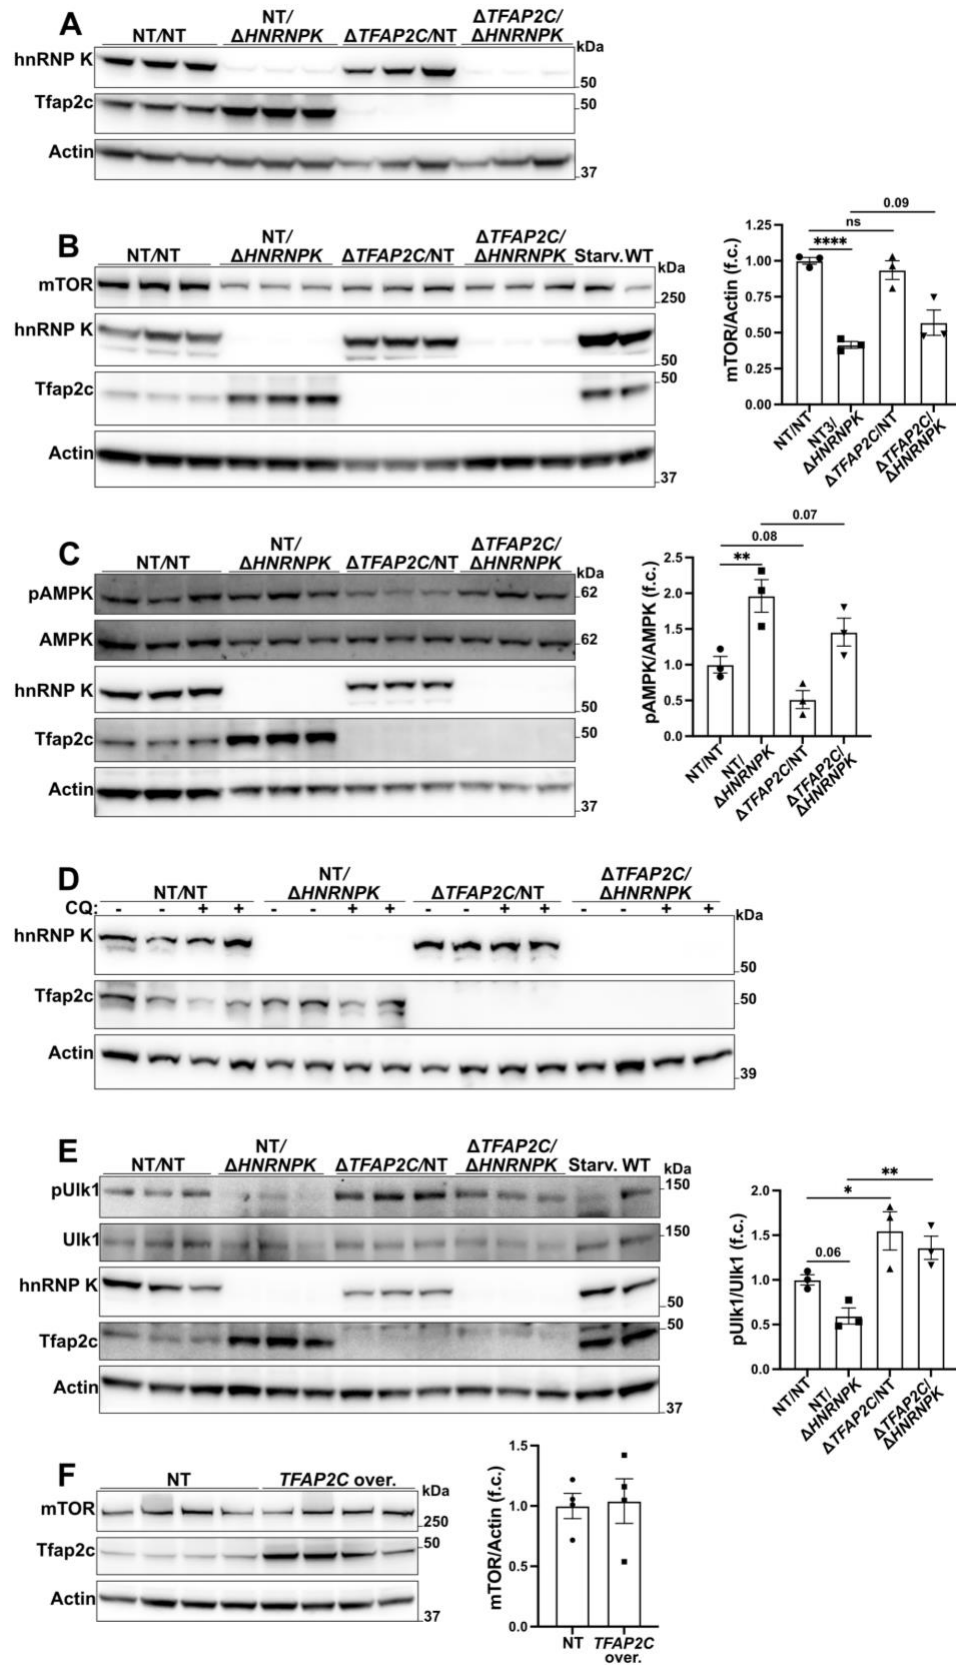 A
NT/NT NT/ΔHNRNPK ΔTFAP2C/NT ΔTFAP2C/ΔHNRNPK
kDa
hnRNP K
50
Tfap2c
50
Actin
37
B
NT/NT NT/ΔHNRNPK ΔTFAP2C/NT ΔTFAP2C/ΔHNRNPK Starv. WT
kDa
mTOR
250
hnRNP K
50
Tfap2c
50
Actin
37
mTOR/Actin (f.c.)
0.09
ns
****
1.25
1.00
0.75
0.50
0.25
0.00
NT/NT
NT3/ΔHNRNPK
ΔTFAP2C/NT
ΔTFAP2C/ΔHNRNPK
C
NT/NT NT/ΔHNRNPK ΔTFAP2C/NT ΔTFAP2C/ΔHNRNPK
kDa
pAMPK
62
AMPK
62
hnRNP K
50
Tfap2c
50
Actin
37
pAMPK/AMPK (f.c.)
0.07
0.08
**
2.5
2.0
1.5
1.0
0.5
0.0
NT/NT
NT/ΔHNRNPK
ΔTFAP2C/NT
ΔTFAP2C/ΔHNRNPK
D
NT/NT NT/ΔHNRNPK ΔTFAP2C/NT ΔTFAP2C/ΔHNRNPK
CQ: - - + + - - + + - - + + - - + +
kDa
hnRNP K
50
Tfap2c
50
Actin
39
E
NT/NT NT/ΔHNRNPK ΔTFAP2C/NT ΔTFAP2C/ΔHNRNPK Starv. WT
kDa
pUlk1
150
Ulk1
150
hnRNP K
50
Tfap2c
50
Actin
37
pUlk1/Ulk1 (f.c.)
**
*
0.06
2.0
1.5
1.0
0.5
0.0
NT/NT
NT/ΔHNRNPK
ΔTFAP2C/NT
ΔTFAP2C/ΔHNRNPK
F
NT TFAP2C over.
kDa
mTOR
250
Tfap2c
50
Actin
37
mTOR/Actin (f.c.)
1.5
1.0
0.5
0.0
NT
TFAP2C
over.